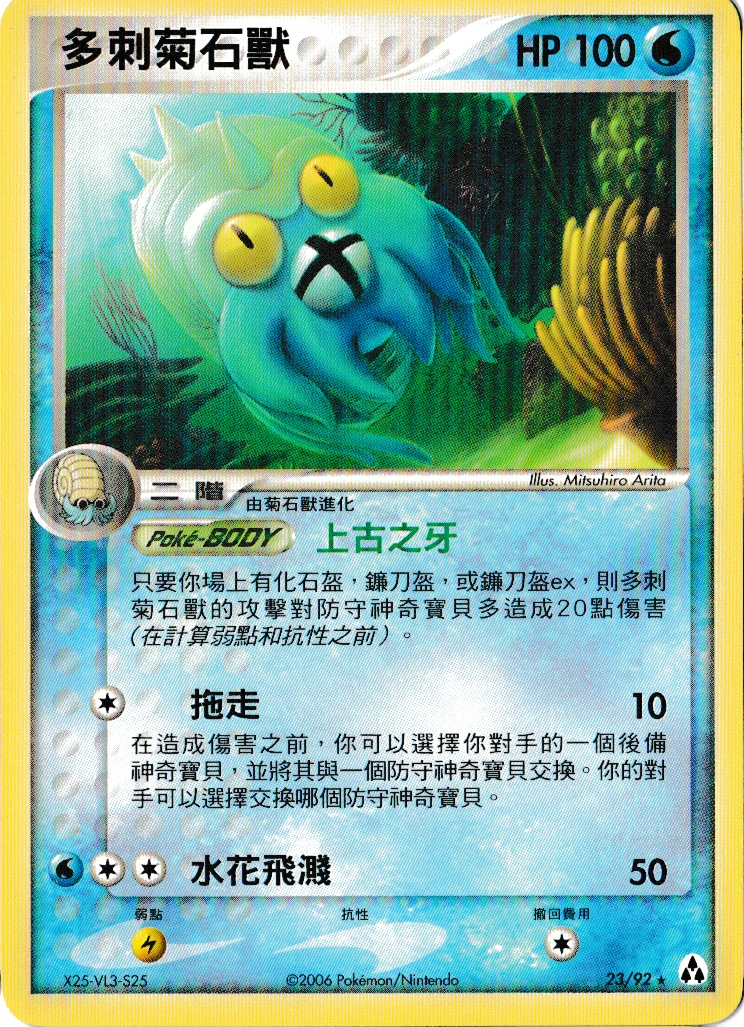 多刺菊石獸 HP 100
Illus. Mitsuhiro Arita
二階
由菊石獸進化
Poké-BODY 上古之牙
只要你場上有化石盔，鐮刀盔，或鐮刀盔ex，則多刺
菊石獸的攻擊對防守神奇寶貝多造成20點傷害
（在計算弱點和抗性之前）。
拖走 10
在造成傷害之前，你可以選擇你對手的一個後備
神奇寶貝，並將其與一個防守神奇寶貝交換。你的對
手可以選擇交換哪個防守神奇寶貝。
水花飛濺 50
弱點 抗性 撤回費用
X25-VL3-S25 ©2006 Pokémon/Nintendo 23/92 ★